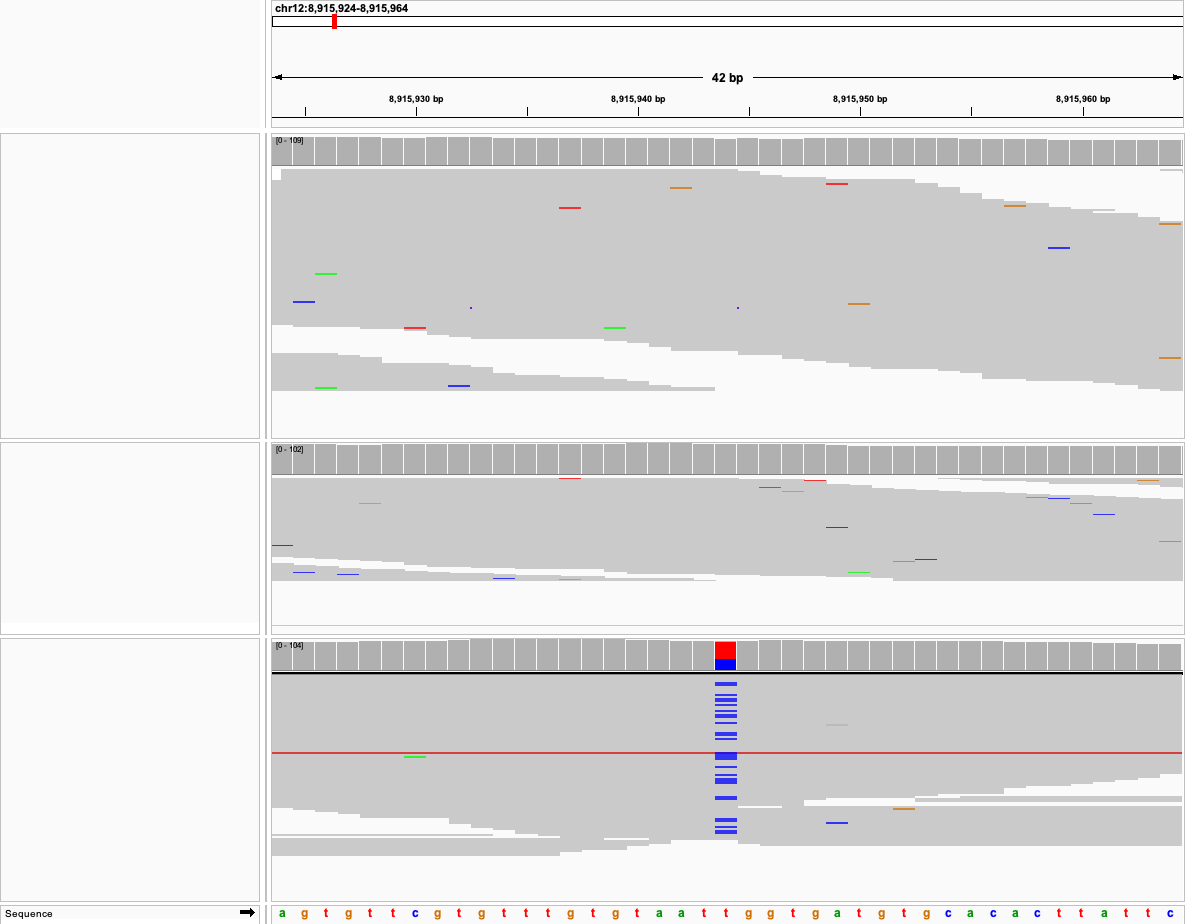 chr12:8,915,924-8,915,964
42 bp
8,915,930 bp 8,915,940 bp 8,915,950 bp 8,915,960 bp
[0 - 109]
[0 - 102]
[0 - 104]
Sequence a g t g t t c g t g t t t g t g t a a t t g g t g a t g t g c a c a c t t a t t c